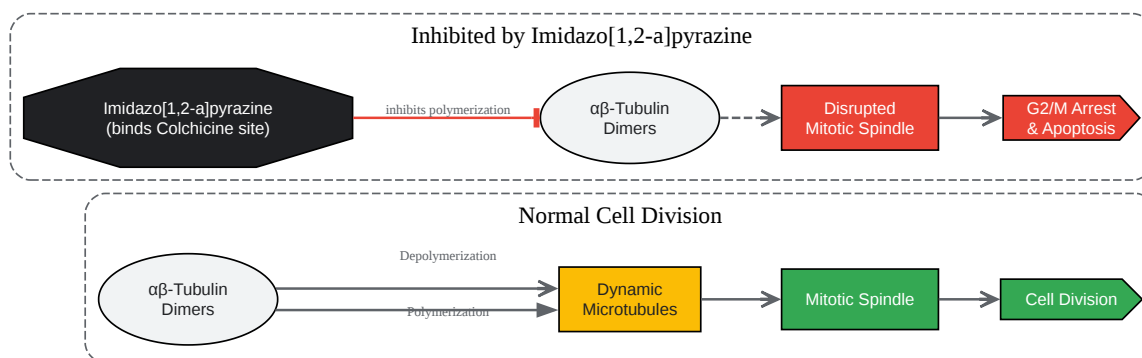 Inhibited by Imidazo[1,2-a]pyrazine
Imidazo[1,2-a]pyrazine
(binds Colchicine site)
inhibits polymerization
αβ-Tubulin
Dimers
Disrupted
Mitotic Spindle
G2/M Arrest
& Apoptosis
Normal Cell Division
αβ-Tubulin
Dimers
Depolymerization
Polymerization
Dynamic
Microtubules
Mitotic Spindle
Cell Division